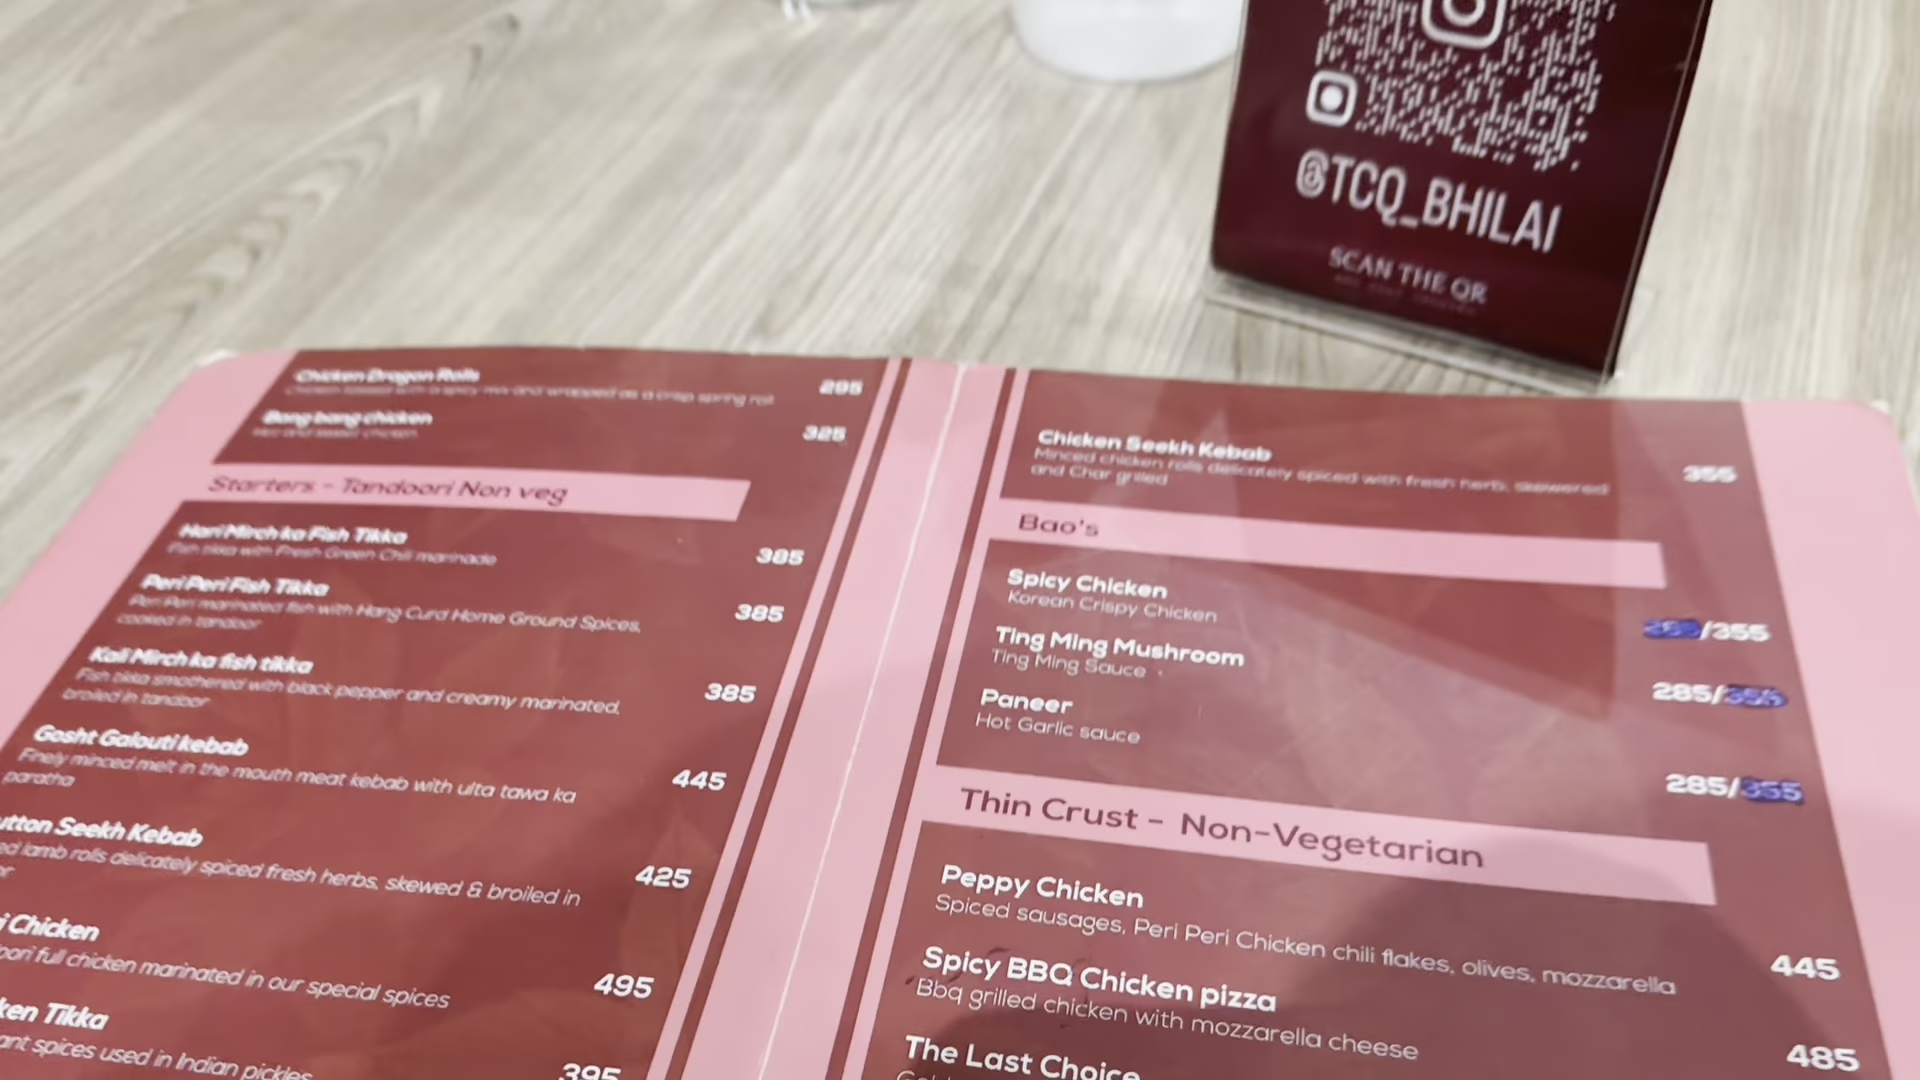 @TCQ_BHILAI
SCAN THE QR
Chicken Dragon Rolls 295
wrapped as a crisp spring roll
Bang bang chicken 325
Starters - Tandoori Non veg
Hari Mirch ka Fish Tikka
Fish tikka with Fresh Green Chili marinade 385
Peri Peri Fish Tikka
Peri Peri marinated fish with Hang Curd Home Ground Spices, 385
cooked in tandoor
Kali Mirch ka fish tikka
Fish tikka smothered with black pepper and creamy marinated, 385
broiled in tandoor
Gosht Galouti kebab
Finely minced melt in the mouth meat kebab with ulta tawa ka 445
paratha
utton Seekh Kebab
ed lamb rolls delicately spiced fresh herbs, skewed & broiled in 425
i Chicken
oori full chicken marinated in our special spices 495
ken Tikka
ant spices used in Indian pickles 395
Chicken Seekh Kebab
Minced chicken rolls delicately spiced with fresh herb, skewered 355
and Char grilled
Bao's
Spicy Chicken
Korean Crispy Chicken /355
Ting Ming Mushroom
Ting Ming Sauce 285/355
Paneer
Hot Garlic sauce 285/355
Thin Crust - Non-Vegetarian
Peppy Chicken
Spiced sausages, Peri Peri Chicken chili flakes, olives, mozzarella 445
Spicy BBQ Chicken pizza
Bbq grilled chicken with mozzarella cheese 485
The Last Choice